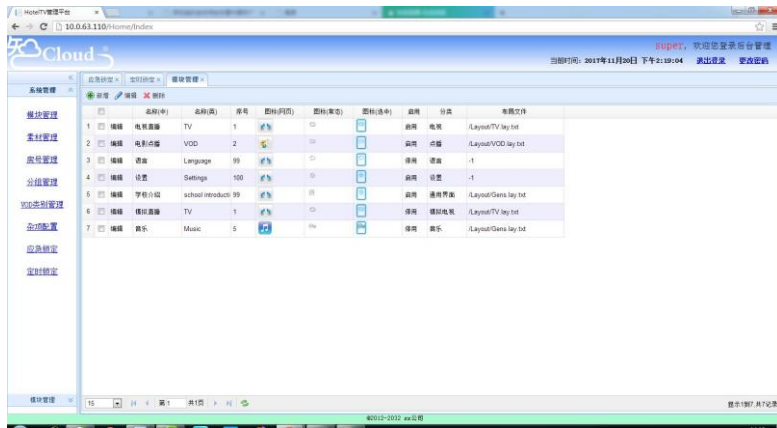 HotelTV管理平台
10.0.63.110/Home/Index
Cloud
super, 欢迎您登录后台管理
当前时间: 2017年11月20日 下午2:19:04 退出登录 更改密码
系统管理
应急锁定 定时锁定 模块管理
新增 编辑 删除
模块管理
素材管理
房号管理
分组管理
VOD类别管理
杂项配置
应急锁定
定时锁定
名称(中) 名称(英) 序号 图标(网页) 图标(常态) 图标(选中) 启用 分类 布局文件
1 编辑 电视直播 TV 1 启用 电视 /Layout/TV.lay.txt
2 编辑 电影点播 VOD 2 启用 点播 /Layout/VOD.lay.txt
3 编辑 语言 Language 99 停用 语言 -1
4 编辑 设置 Settings 100 启用 设置 -1
5 编辑 学校介绍 school introducti 99 启用 通用界面 /Layout/Gens.lay.txt
6 编辑 模拟直播 TV 1 停用 模拟电视 /Layout/TV.lay.txt
7 编辑 音乐 Music 5 停用 音乐 /Layout/Gens.lay.txt
模块管理
15 第 1 共1页
显示1到7,共7记录
©2012-2032 xx公司